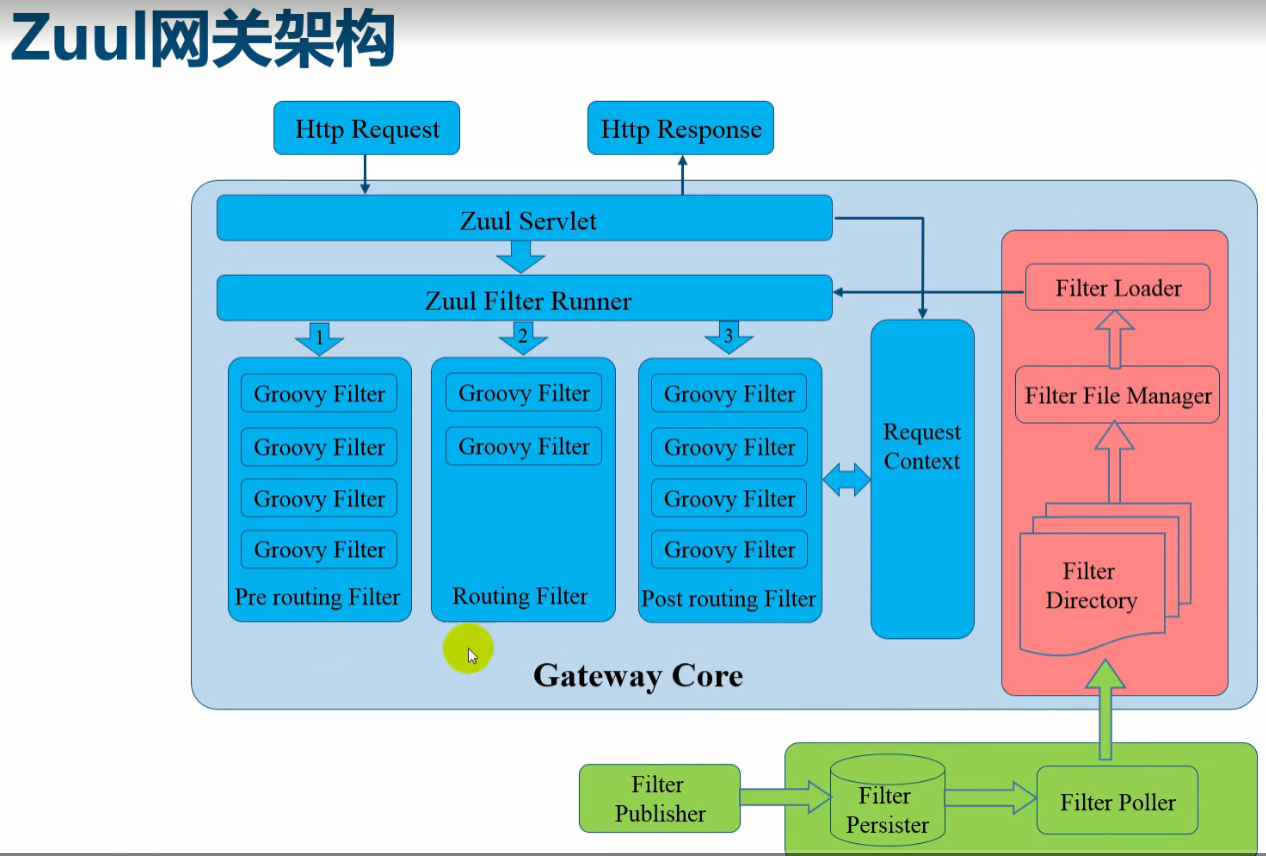 Zuul网关架构
Http Request
Http Response
Zuul Servlet
Zuul Filter Runner
Filter Loader
1
2
3
Groovy Filter
Groovy Filter
Groovy Filter
Groovy Filter
Pre routing Filter
Groovy Filter
Groovy Filter
Routing Filter
Groovy Filter
Groovy Filter
Groovy Filter
Groovy Filter
Post routing Filter
Request
Context
Filter File Manager
Filter
Directory
Gateway Core
Filter
Publisher
Filter
Persister
Filter Poller